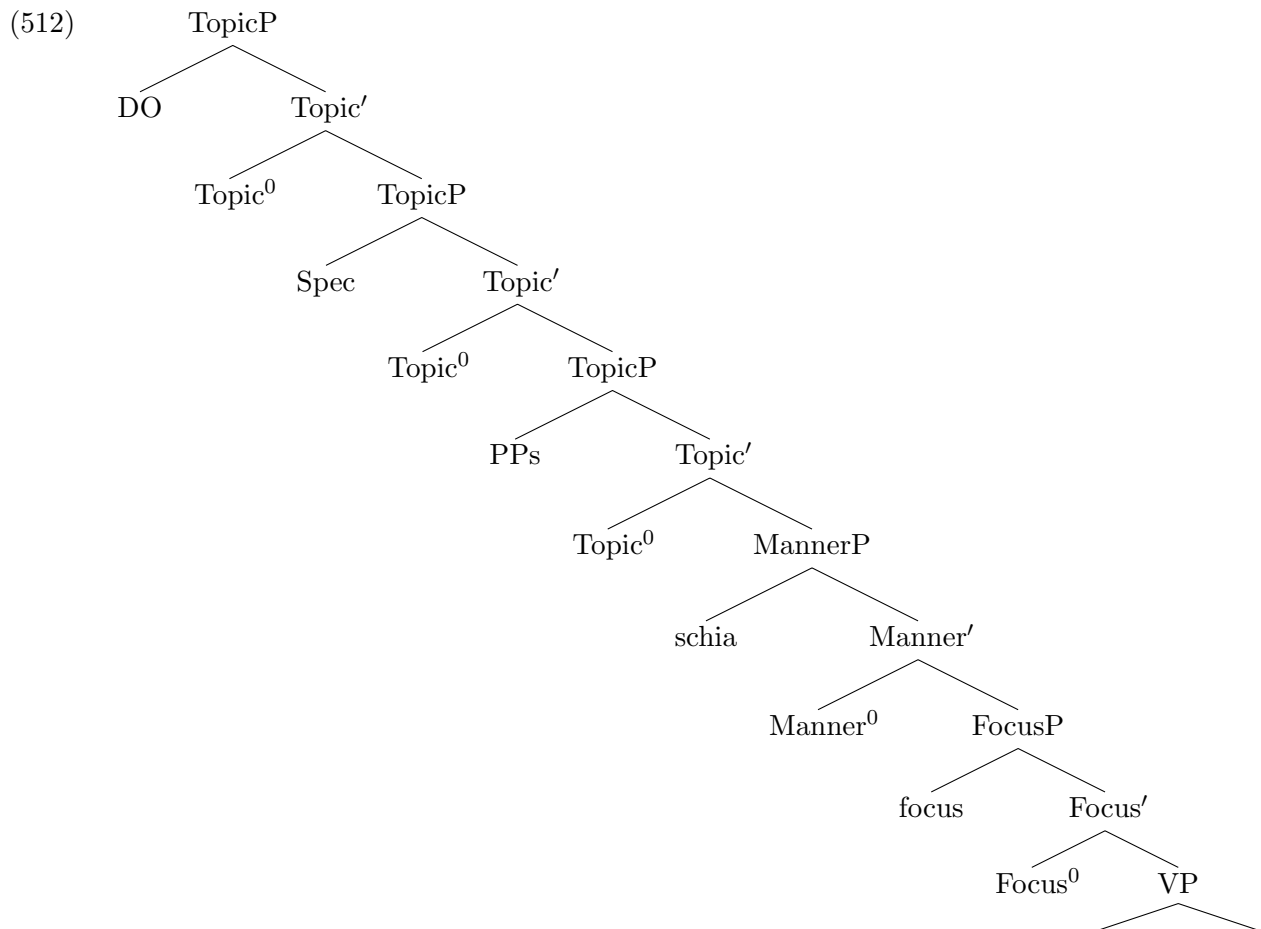 (512) TopicP
DO Topic′
Topic⁰ TopicP
Spec Topic′
Topic⁰ TopicP
PPs Topic′
Topic⁰ MannerP
schia Manner′
Manner⁰ FocusP
focus Focus′
Focus⁰ VP